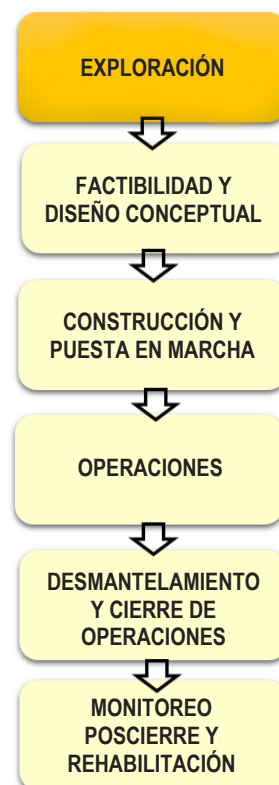 EXPLORACIÓN
FACTIBILIDAD Y
DISEÑO CONCEPTUAL
CONSTRUCCIÓN Y
PUESTA EN MARCHA
OPERACIONES
DESMANTELAMIENTO
Y CIERRE DE
OPERACIONES
MONITOREO
POSCIERRE Y
REHABILITACIÓN